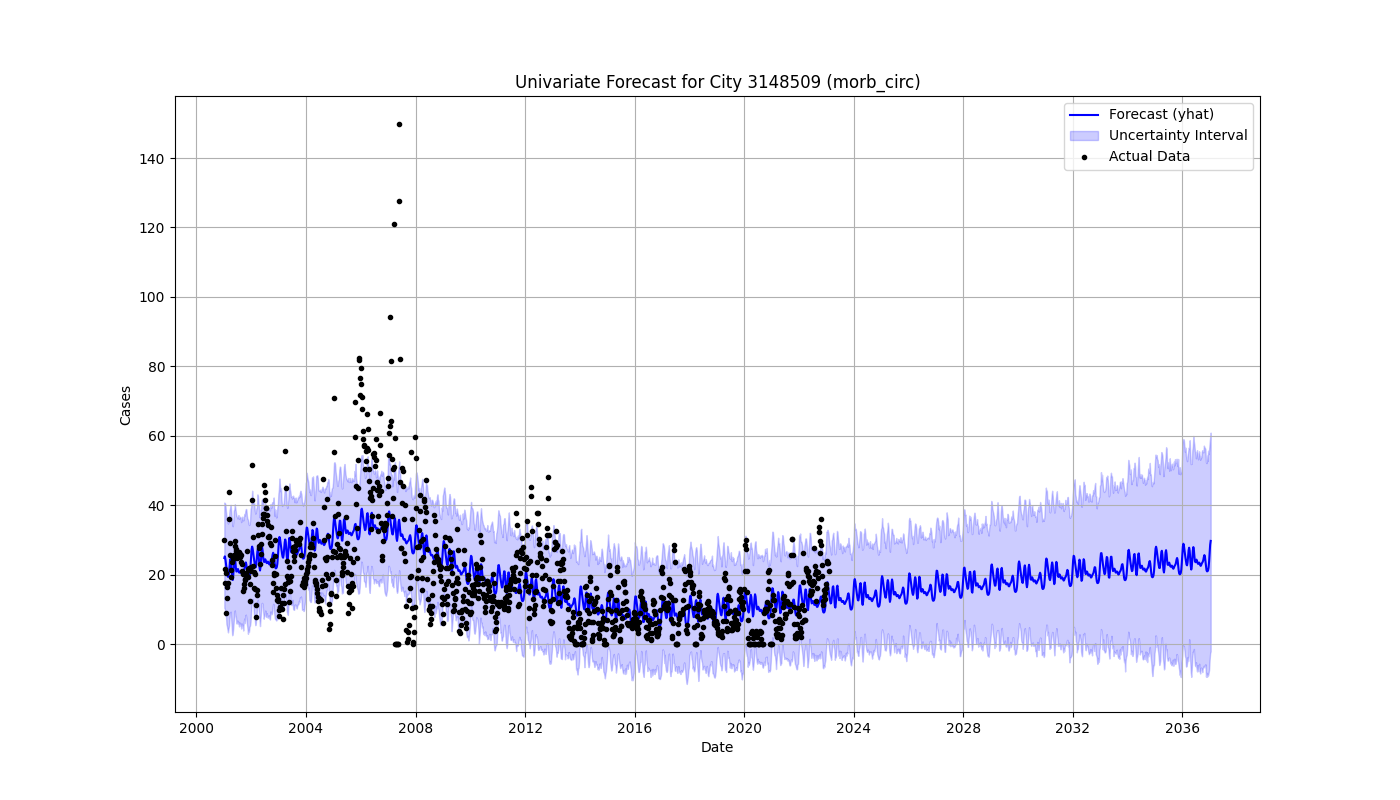 Univariate Forecast for City 3148509 (morb_circ)
Forecast (yhat)
Uncertainty Interval
Actual Data
Cases
140
120
100
80
60
40
20
0
2000 2004 2008 2012 2016 2020 2024 2028 2032 2036
Date